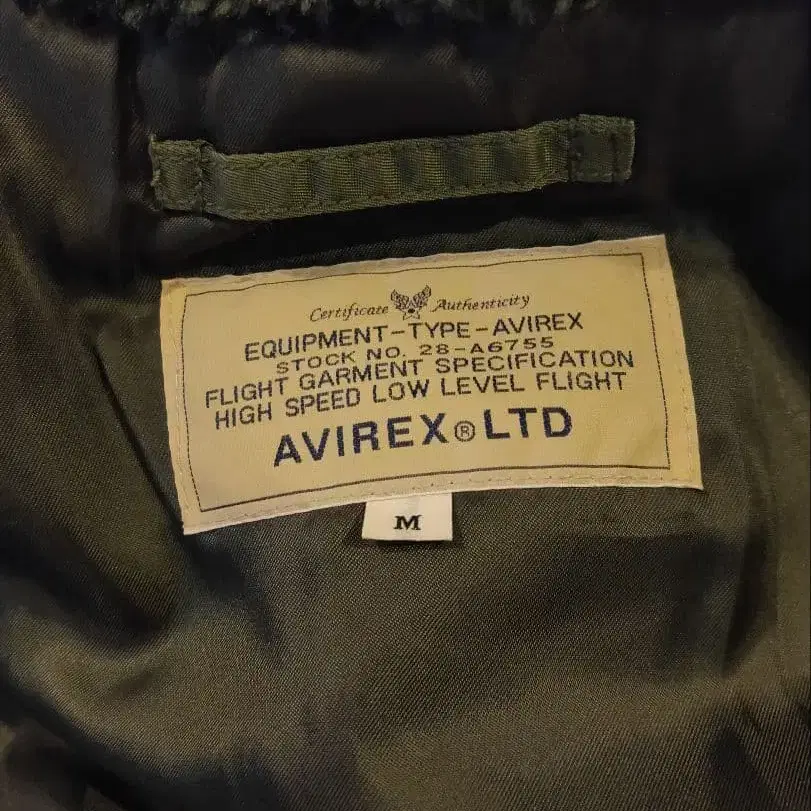 Certificate Authenticity
EQUIPMENT-TYPE-AVIREX
STOCK NO. 28-A6755
FLIGHT GARMENT SPECIFICATION
HIGH SPEED LOW LEVEL FLIGHT
AVIREX® LTD
M